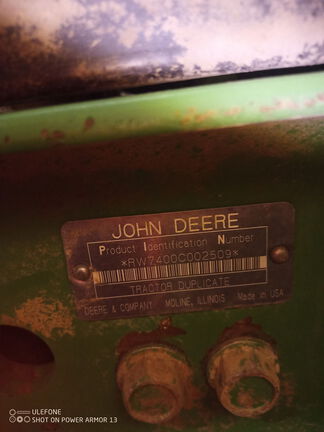 JOHN DEERE
Product Identification Number
*RW7400C002509*
TRACTOR DUPLICATE
DEERE & COMPANY MOLINE, ILLINOIS Made in USA
ULEFONE
SHOT ON POWER ARMOR 13